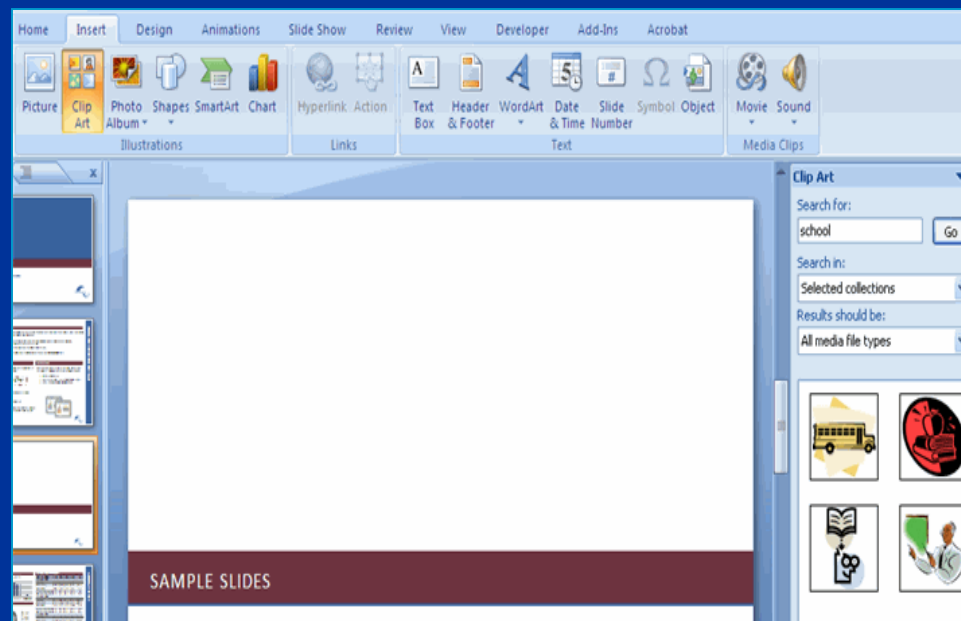 Home Insert Design Animations Slide Show Review View Developer Add-Ins Acrobat
Picture Clip Art Photo Album Shapes SmartArt Chart Hyperlink Action Text Box Header & Footer WordArt Date & Time Slide Number Symbol Object Movie Sound
Illustrations Links Text Media Clips
Clip Art
Search for:
school Go
Search in:
Selected collections
Results should be:
All media file types
SAMPLE SLIDES